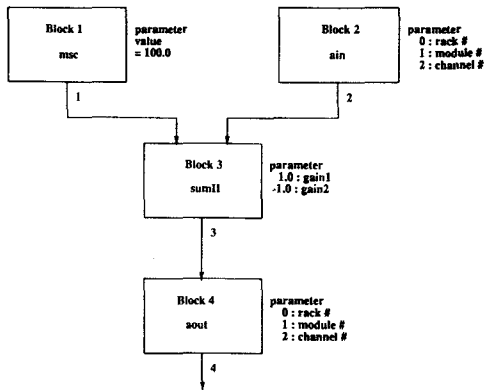 Block 1
msc
parameter
value
= 100.0
Block 2
ain
parameter
0 : rack #
1 : module #
2 : channel #
1
2
Block 3
sumII
parameter
1.0 : gain1
-1.0 : gain2
3
Block 4
aout
parameter
0 : rack #
1 : module #
2 : channel #
4